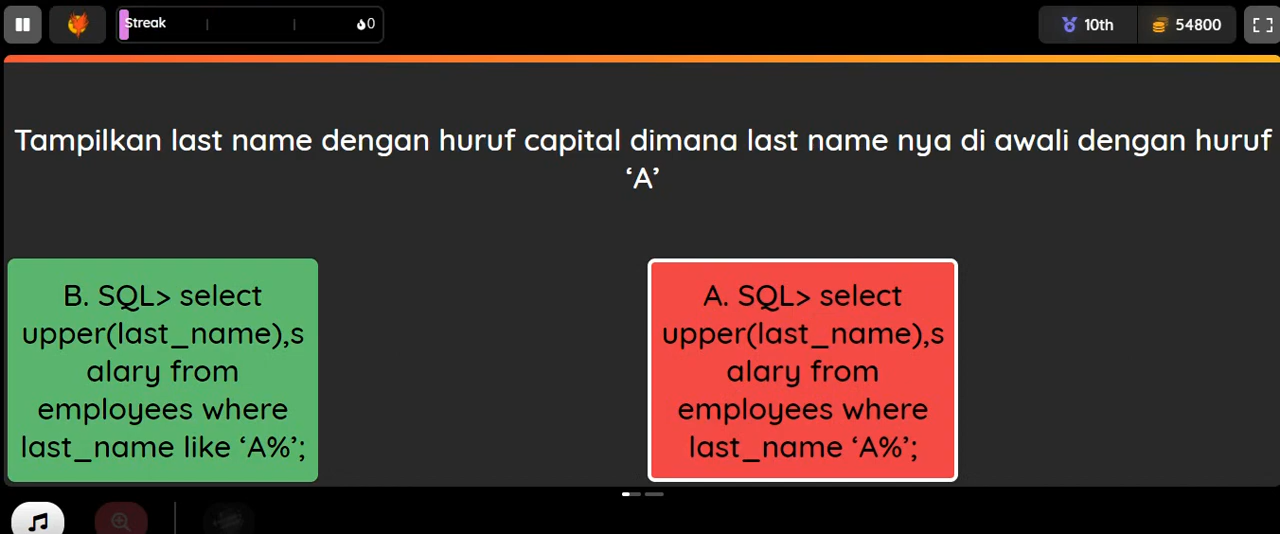 Streak
0
10th
54800
Tampilkan last name dengan huruf capital dimana last name nya di awali dengan huruf
‘A’
B. SQL> select
upper(last_name),s
alary from
employees where
last_name like ‘A%’;
A. SQL> select
upper(last_name),s
alary from
employees where
last_name ‘A%’;